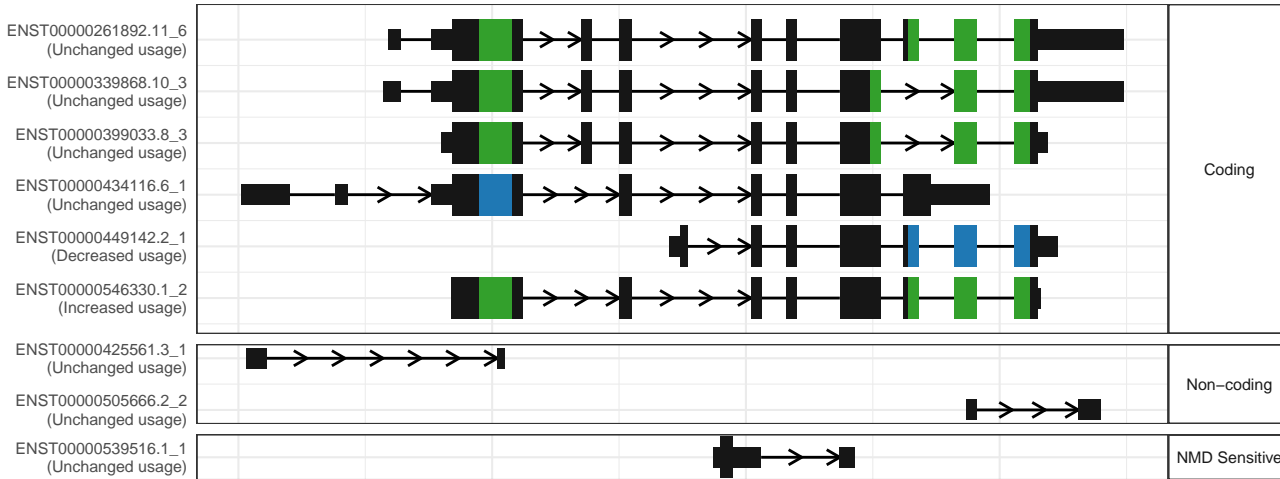 ENST00000261892.11_6
(Unchanged usage)
ENST00000339868.10_3
(Unchanged usage)
ENST00000399033.8_3
(Unchanged usage)
ENST00000434116.6_1
(Unchanged usage)
ENST00000449142.2_1
(Decreased usage)
ENST00000546330.1_2
(Increased usage)
Coding
ENST00000425561.3_1
(Unchanged usage)
ENST00000505666.2_2
(Unchanged usage)
Non−coding
ENST00000539516.1_1
(Unchanged usage)
NMD Sensitive